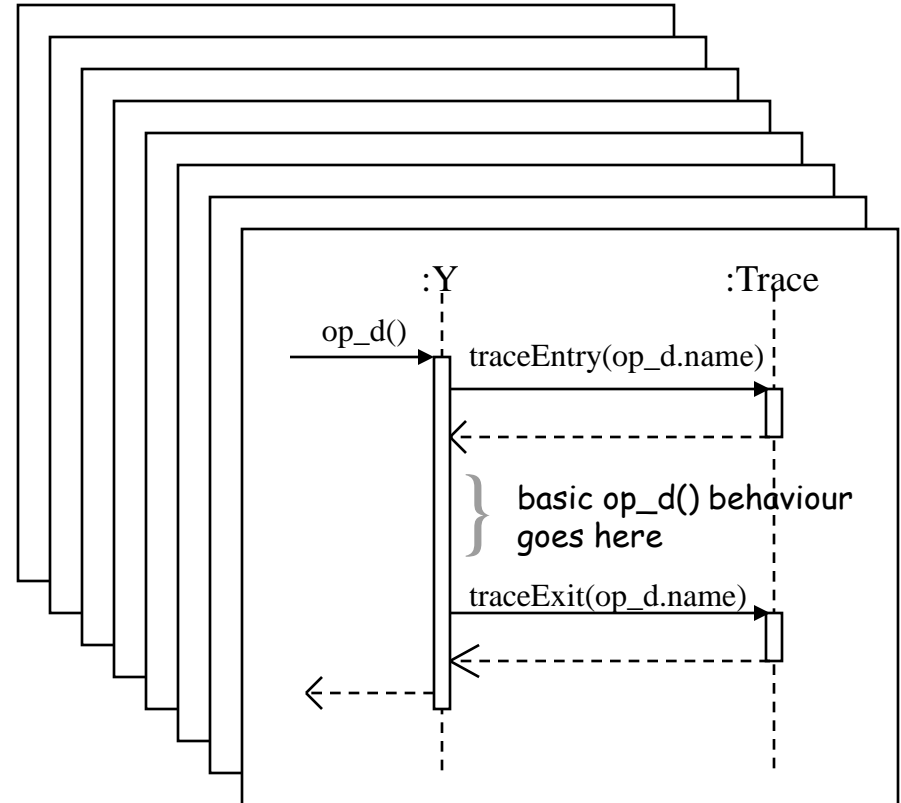 :Y
:Trace
op_d()
traceEntry(op_d.name)
basic op_d() behaviour
goes here
traceExit(op_d.name)